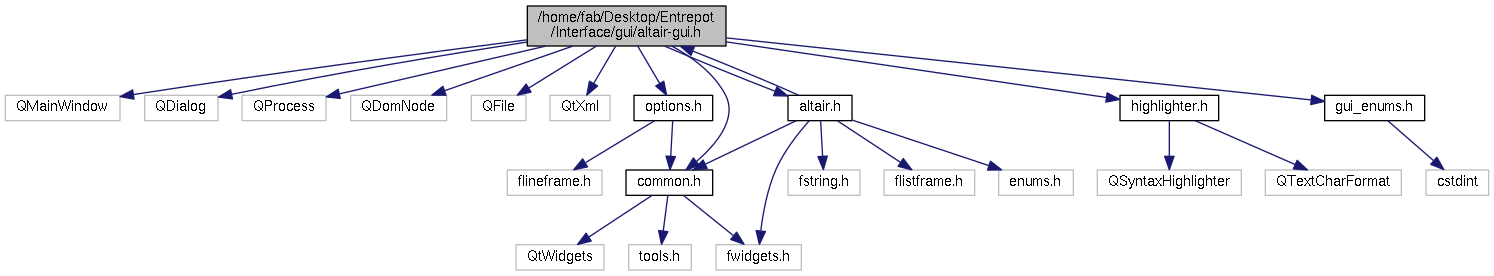 /home/fab/Desktop/Entrepot
/Interface/gui/altair-gui.h
QMainWindow
QDialog
QProcess
QDomNode
QFile
QtXml
options.h
altair.h
highlighter.h
gui_enums.h
flineframe.h
common.h
fstring.h
flistframe.h
enums.h
QSyntaxHighlighter
QTextCharFormat
cstdint
QtWidgets
tools.h
fwidgets.h